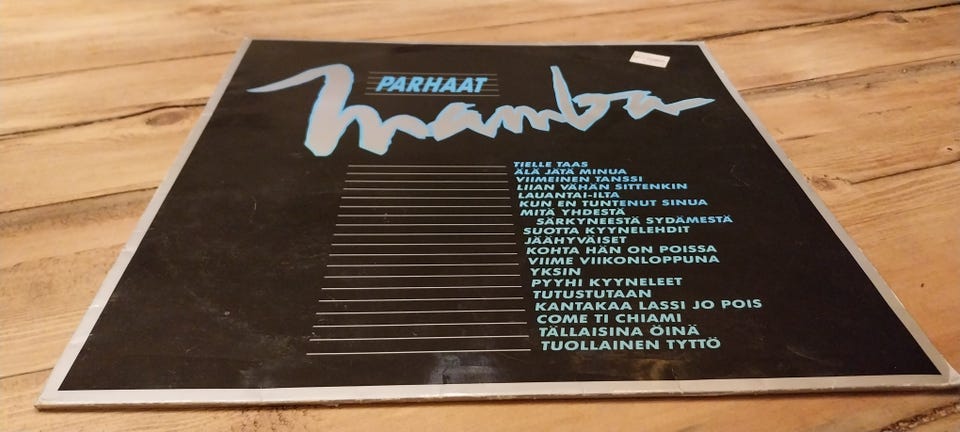 PARHAAT
Mamba
TIELLE TAAS
ÄLÄ JÄTÄ MINUA
VIIMEINEN TANSSI
LIIAN VÄHÄN SITTENKIN
LAUANTAI-ILTA
KUN EN TUNTENUT SINUA
MITÄ YHDESTÄ
SÄRKYNEESTÄ SYDÄMESTÄ
SUOTTA KYYNELEHDIT
JÄÄHYVÄISET
KOHTA HÄN ON POISSA
VIIME VIIKONLOPPUNA
YKSIN
PYYHI KYYNELEET
TUTUSTUTAAN
KANTAKAA LASSI JO POIS
COME TI CHIAMI
TÄLLAISINA ÖINÄ
TUOLLAINEN TYTTÖ